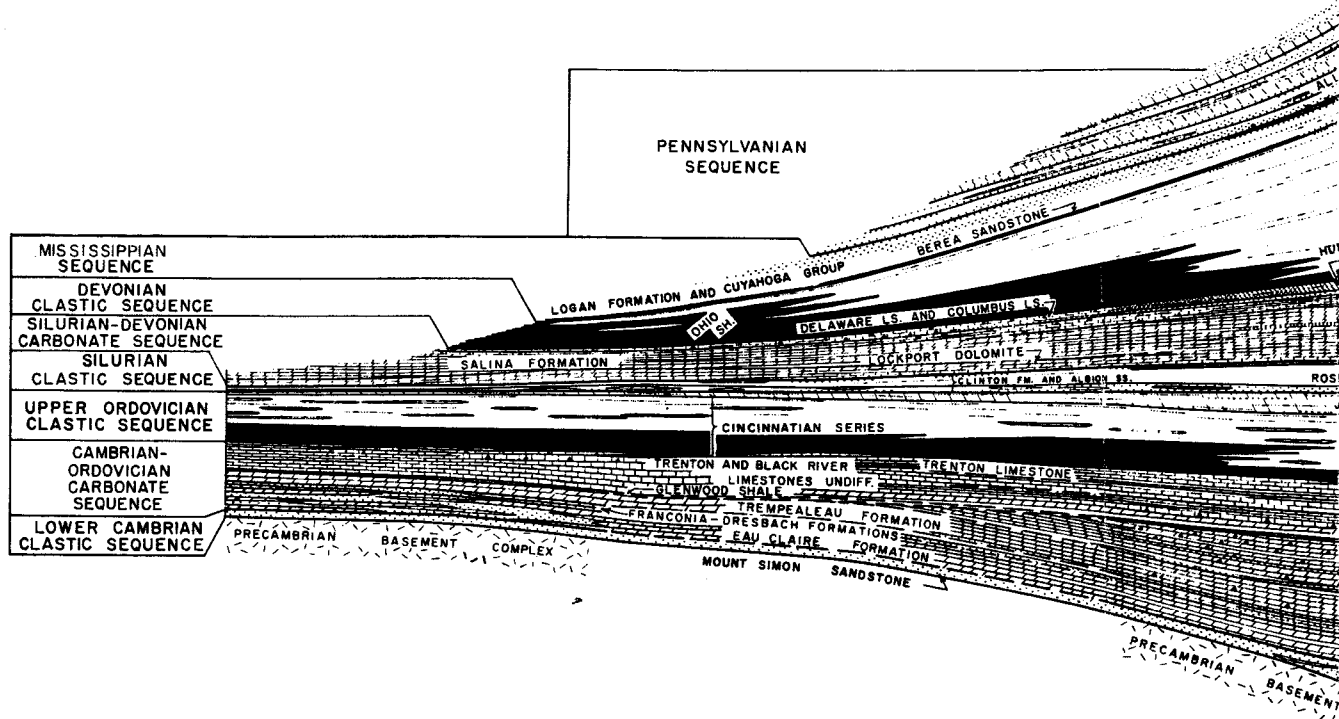 PENNSYLVANIAN
SEQUENCE
MISSISSIPPIAN
SEQUENCE
DEVONIAN
CLASTIC SEQUENCE
SILURIAN-DEVONIAN
CARBONATE SEQUENCE
SILURIAN
CLASTIC SEQUENCE
UPPER ORDOVICIAN
CLASTIC SEQUENCE
CAMBRIAN-
ORDOVICIAN
CARBONATE
SEQUENCE
LOWER CAMBRIAN
CLASTIC SEQUENCE
BEREA SANDSTONE
LOGAN FORMATION AND CUYAHOGA GROUP
OHIO
SH.
DELAWARE LS. AND COLUMBUS LS.
SALINA FORMATION
LOCKPORT DOLOMITE
CLINTON FM. AND ALBION SS.
CINCINNATIAN SERIES
TRENTON AND BLACK RIVER
LIMESTONES UNDIFF.
TRENTON LIMESTONE
GLENWOOD SHALE
TREMPEALEAU FORMATION
FRANCONIA-DRESBACH FORMATIONS
EAU CLAIRE FORMATION
MOUNT SIMON SANDSTONE
PRECAMBRIAN BASEMENT COMPLEX
PRECAMBRIAN BASEMENT